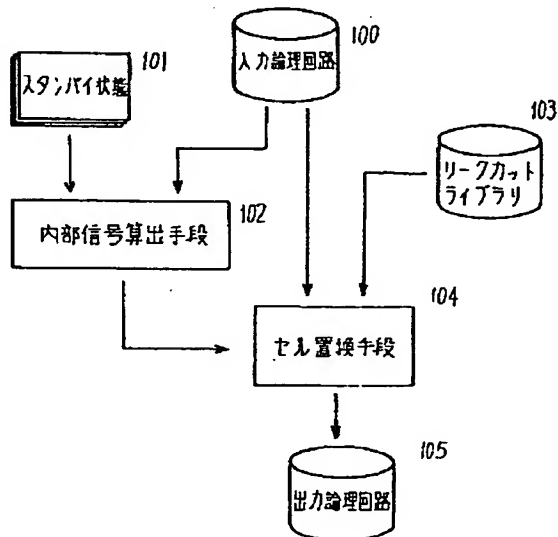 100
入力論理回路
101
スタンバイ状態
103
リークカット
ライブラリ
102
内部信号算出手段
104
セル置換手段
105
出力論理回路